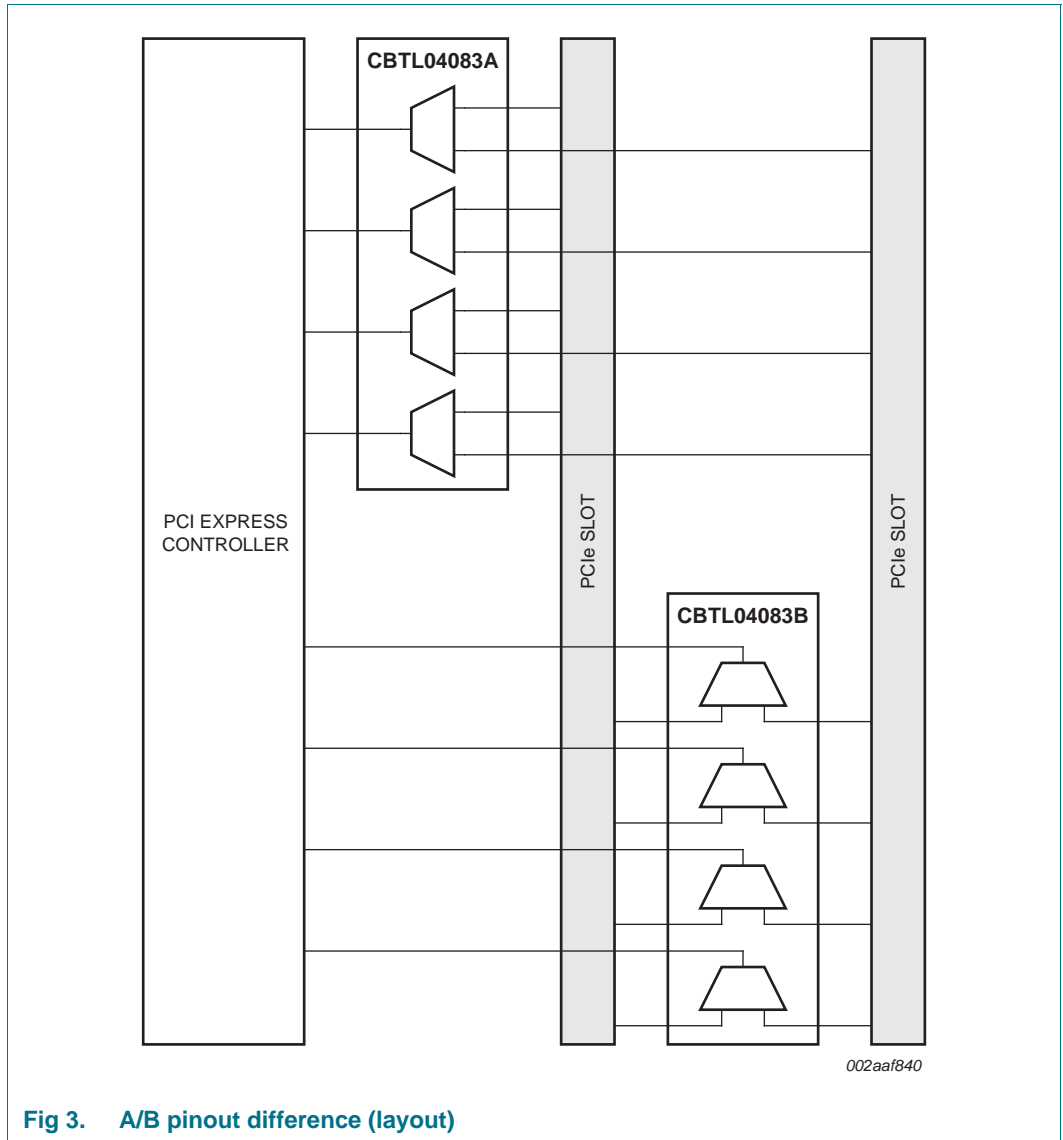 CBTL04083A
PCI EXPRESS
CONTROLLER
PCIe SLOT
PCIe SLOT
CBTL04083B
002aaf840
Fig 3. A/B pinout difference (layout)